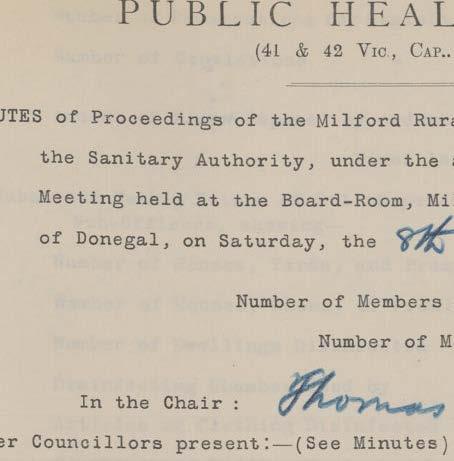 PUBLIC HEAL
(41 & 42 VIC., CAP..
UTES of Proceedings of the Milford Rura
the Sanitary Authority, under the a
Meeting held at the Board-Room, Mil
of Donegal, on Saturday, the 8th
Number of Members
Number of M
In the Chair : Thomas
er Councillors present:—(See Minutes)